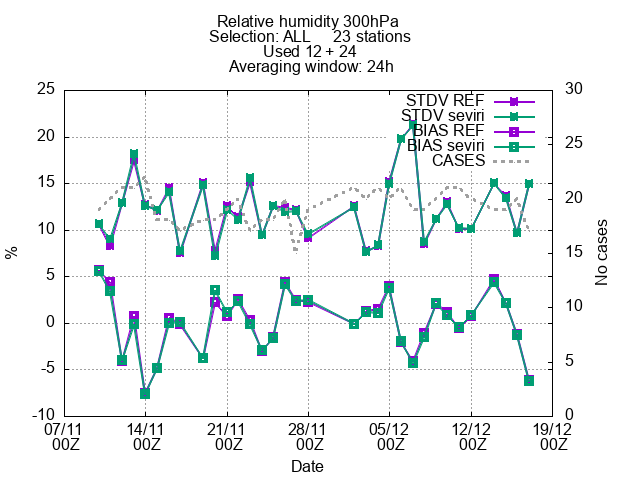 Relative humidity 300hPa
Selection: ALL 23 stations
Used 12 + 24
Averaging window: 24h
25
20
15
10
5
0
-5
-10
%
30
25
20
15
10
5
0
No cases
STDV REF
STDV seviri
BIAS REF
BIAS seviri
CASES
07/11 14/11 21/11 28/11 05/12 12/12 19/12
00Z 00Z 00Z 00Z 00Z 00Z 00Z
Date